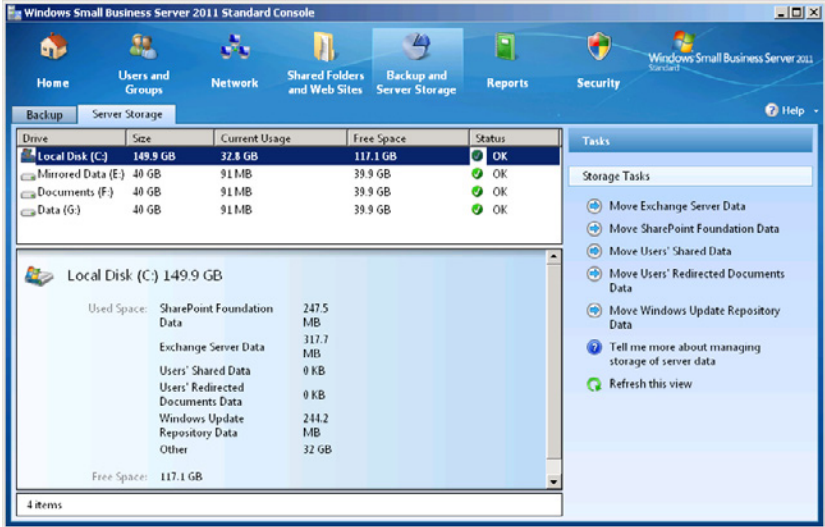 Windows Small Business Server 2011 Standard Console
Home
Users and
Groups
Network
Shared Folders
and Web Sites
Backup and
Server Storage
Reports
Security
Windows Small Business Server 2011
Standard
Backup
Server Storage
Help
Drive Size Current Usage Free Space Status
Local Disk (C:) 149.9 GB 32.8 GB 117.1 GB OK
Mirrored Data (E:) 40 GB 91 MB 39.9 GB OK
Documents (F:) 40 GB 91 MB 39.9 GB OK
Data (G:) 40 GB 91 MB 39.9 GB OK
Local Disk (C:) 149.9 GB
Used Space: SharePoint Foundation 247.5
Data MB
Exchange Server Data 317.7
MB
Users' Shared Data 0 KB
Users' Redirected
Documents Data 0 KB
Windows Update 244.2
Repository Data MB
Other 32 GB
Free Space: 117.1 GB
4 items
Tasks
Storage Tasks
Move Exchange Server Data
Move SharePoint Foundation Data
Move Users' Shared Data
Move Users' Redirected Documents
Data
Move Windows Update Repository
Data
Tell me more about managing
storage of server data
Refresh this view